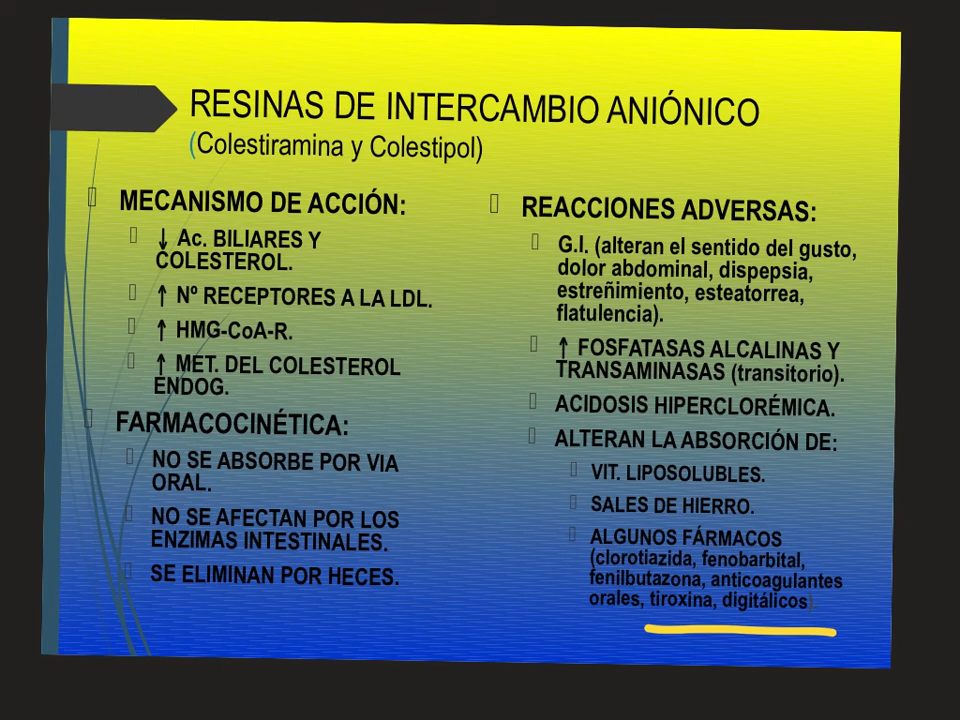 RESINAS DE INTERCAMBIO ANIÓNICO
(Colestiramina y Colestipol)
MECANISMO DE ACCIÓN:
↓ Ac. BILIARES Y
COLESTEROL.
↑ Nº RECEPTORES A LA LDL.
↑ HMG-CoA-R.
↑ MET. DEL COLESTEROL
ENDOG.
FARMACOCINÉTICA:
NO SE ABSORBE POR VIA
ORAL.
NO SE AFECTAN POR LOS
ENZIMAS INTESTINALES.
SE ELIMINAN POR HECES.
REACCIONES ADVERSAS:
G.I. (alteran el sentido del gusto,
dolor abdominal, dispepsia,
estreñimiento, esteatorrea,
flatulencia).
↑ FOSFATASAS ALCALINAS Y
TRANSAMINASAS (transitorio).
ACIDOSIS HIPERCLORÉMICA.
ALTERAN LA ABSORCIÓN DE:
VIT. LIPOSOLUBLES.
SALES DE HIERRO.
ALGUNOS FÁRMACOS
(clorotiazida, fenobarbital,
fenilbutazona, anticoagulantes
orales, tiroxina, digitálicos).